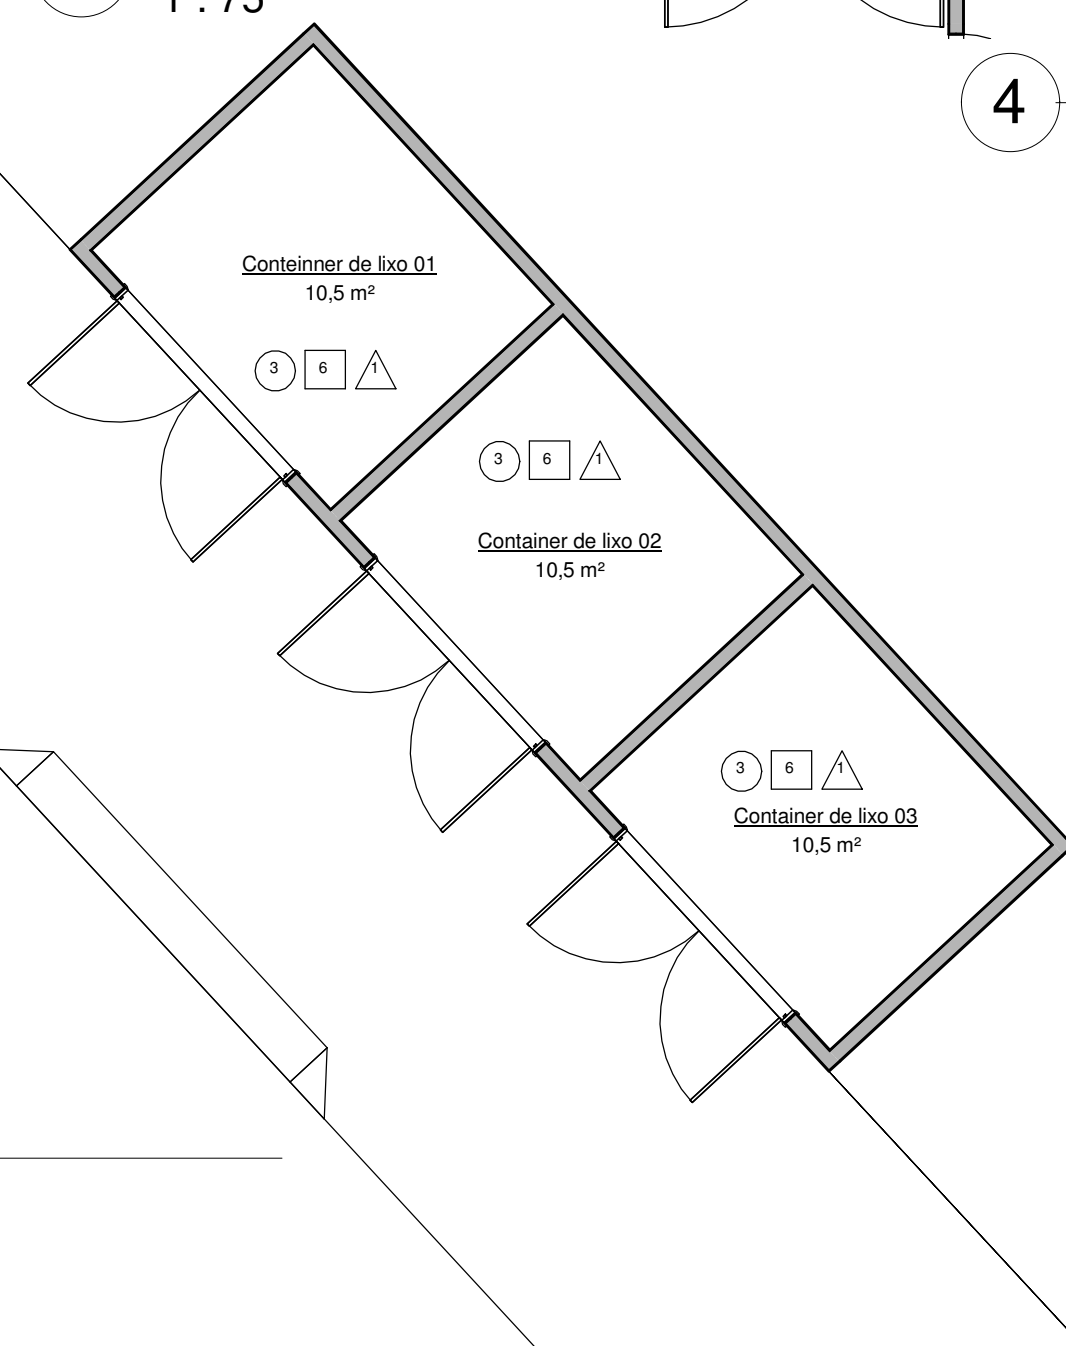 1 : 75
4
Conteinner de lixo 01
10,5 m²
3 6 1
3 6 1
Container de lixo 02
10,5 m²
3 6 1
Container de lixo 03
10,5 m²